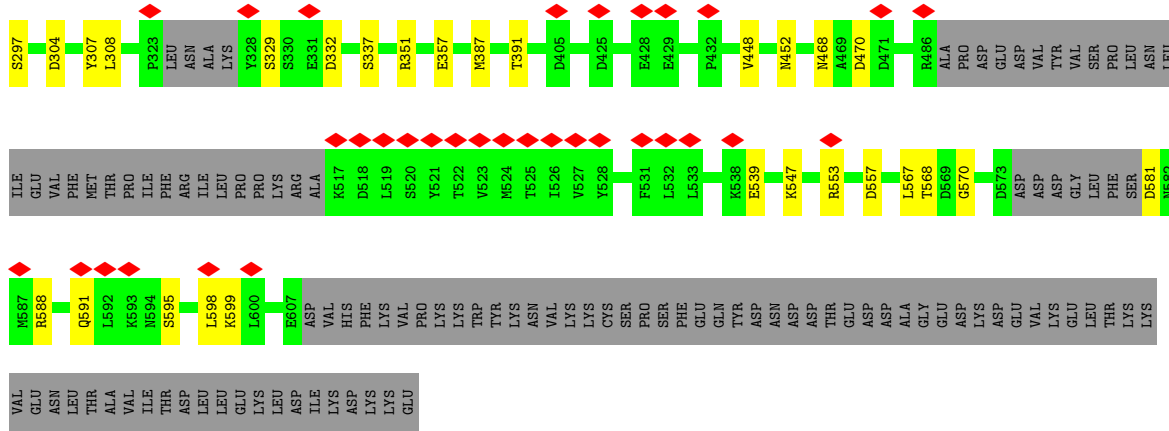 S297 D304 Y307 L308 P323 LEU ASN ALA LYS Y328 S329 S330 E331 D332 S337 R351 E357 M387 T391 D405 D425 E428 E429 P432 V448 N452 N468 A469 D470 D471 R486 ALA PRO ASP GLU ASP VAL TYR VAL SER PRO LEU ASN LEU
ILE GLU VAL PHE MET THR PRO ILE PHE ARG ILE LEU PRO PRO LYS ARG ALA K517 D518 L519 S520 Y521 T522 V523 M524 T525 I526 V527 Y528 F531 L532 L533 K538 E539 K547 R553 D557 L567 T568 D569 G570 D573 ASP ASP ASP GLY LEU PHE SER D581 N582
M587 R588 Q591 L592 K593 N594 S595 L598 K599 L600 E607 ASP VAL HIS PHE LYS VAL PRO LYS LYS TRP TYR LYS ASN VAL LYS LYS CYS SER PRO SER PHE GLU GLN TYR ASP ASN ASP ASP THR GLU ASP ASP ALA GLY GLU ASP LYS ASP GLU VAL LYS GLU LEU THR LYS LYS
VAL GLU ASN LEU THR ALA VAL ILE THR ASP LEU LEU GLU LYS LEU ASP ILE LYS ASP LYS LYS GLU